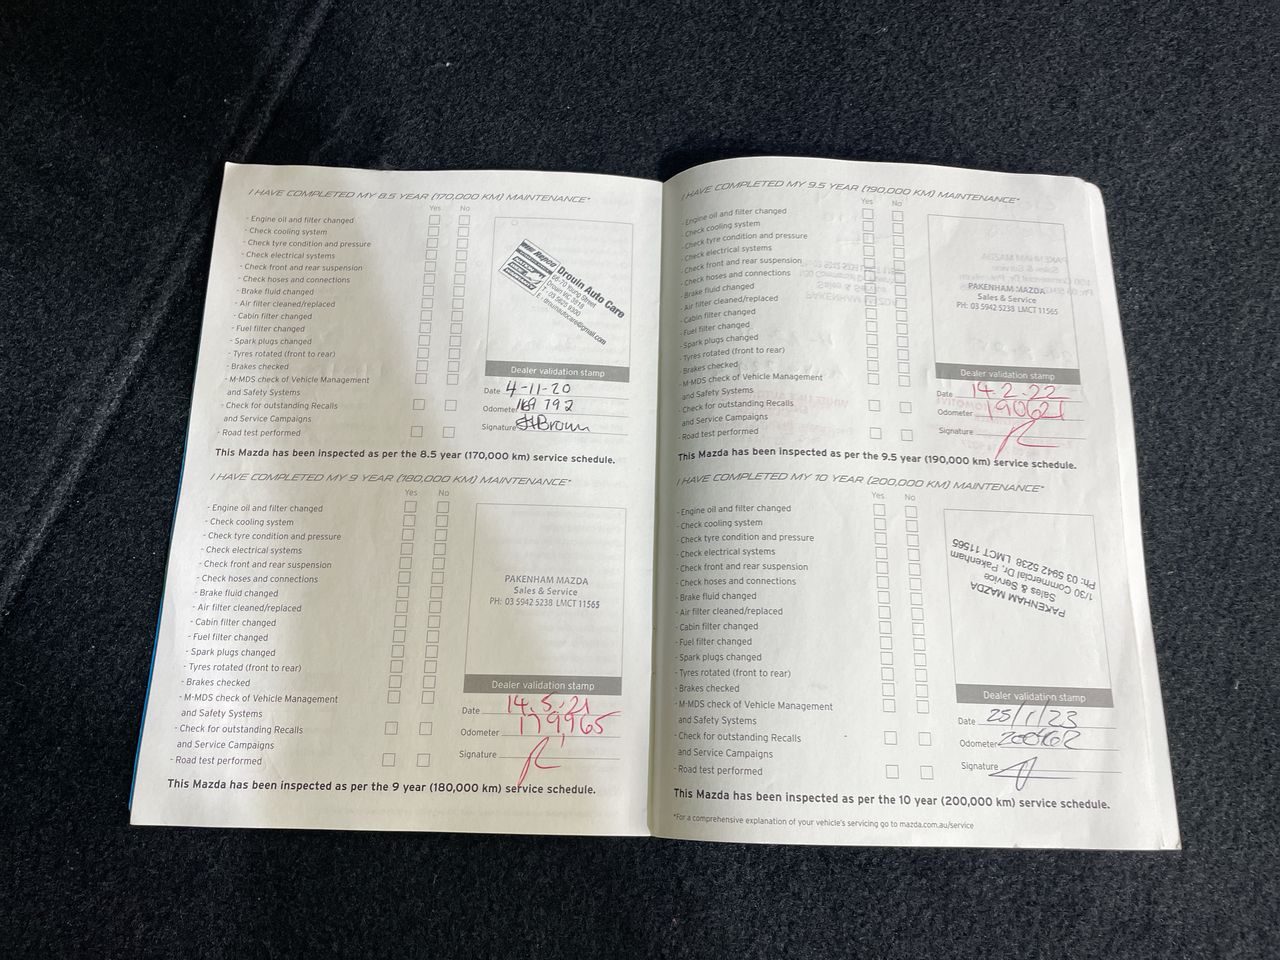 I HAVE COMPLETED MY 8.5 YEAR (170,000 KM) MAINTENANCE*
Yes No
- Engine oil and filter changed
- Check cooling system
- Check tyre condition and pressure
- Check electrical systems
- Check front and rear suspension
- Check hoses and connections
- Brake fluid changed
- Air filter cleaned/replaced
- Cabin filter changed
- Fuel filter changed
- Spark plugs changed
- Tyres rotated (front to rear)
- Brakes checked
- M-MDS check of Vehicle Management
and Safety Systems
- Check for outstanding Recalls
and Service Campaigns
- Road test performed
Repco
Drouin Auto Care
68-70 Young Street
Drouin VIC 3818
T: 03 5625 9300
E: drouinautocare@gmail.com
Dealer validation stamp
Date 4-11-20
Odometer 169 792
Signature Brown
This Mazda has been inspected as per the 8.5 year (170,000 km) service schedule.
I HAVE COMPLETED MY 9 YEAR (180,000 KM) MAINTENANCE*
Yes No
- Engine oil and filter changed
- Check cooling system
- Check tyre condition and pressure
- Check electrical systems
- Check front and rear suspension
- Check hoses and connections
- Brake fluid changed
- Air filter cleaned/replaced
- Cabin filter changed
- Fuel filter changed
- Spark plugs changed
- Tyres rotated (front to rear)
- Brakes checked
- M-MDS check of Vehicle Management
and Safety Systems
- Check for outstanding Recalls
and Service Campaigns
- Road test performed
PAKENHAM MAZDA
Sales & Service
PH: 03 5942 5238 LMCT 11565
Dealer validation stamp
Date 14.5.21
Odometer 179965
Signature
This Mazda has been inspected as per the 9 year (180,000 km) service schedule.
I HAVE COMPLETED MY 9.5 YEAR (190,000 KM) MAINTENANCE*
Yes No
- Engine oil and filter changed
- Check cooling system
- Check tyre condition and pressure
- Check electrical systems
- Check front and rear suspension
- Check hoses and connections
- Brake fluid changed
- Air filter cleaned/replaced
- Cabin filter changed
- Fuel filter changed
- Spark plugs changed
- Tyres rotated (front to rear)
- Brakes checked
- M-MDS check of Vehicle Management
and Safety Systems
- Check for outstanding Recalls
and Service Campaigns
- Road test performed
PAKENHAM MAZDA
Sales & Service
PH: 03 5942 5238 LMCT 11565
Dealer validation stamp
Date 14.2.22
Odometer 190621
Signature
This Mazda has been inspected as per the 9.5 year (190,000 km) service schedule.
I HAVE COMPLETED MY 10 YEAR (200,000 KM) MAINTENANCE*
Yes No
- Engine oil and filter changed
- Check cooling system
- Check tyre condition and pressure
- Check electrical systems
- Check front and rear suspension
- Check hoses and connections
- Brake fluid changed
- Air filter cleaned/replaced
- Cabin filter changed
- Fuel filter changed
- Spark plugs changed
- Tyres rotated (front to rear)
- Brakes checked
- M-MDS check of Vehicle Management
and Safety Systems
- Check for outstanding Recalls
and Service Campaigns
- Road test performed
PAKENHAM MAZDA
Sales & Service
1/30 Commercial Dr, Pakenham
Ph: 03 5942 5238 LMCT 11565
Dealer validation stamp
Date 25/1/23
Odometer
Signature
This Mazda has been inspected as per the 10 year (200,000 km) service schedule.
*For a comprehensive explanation of your vehicle's servicing go to mazda.com.au/service